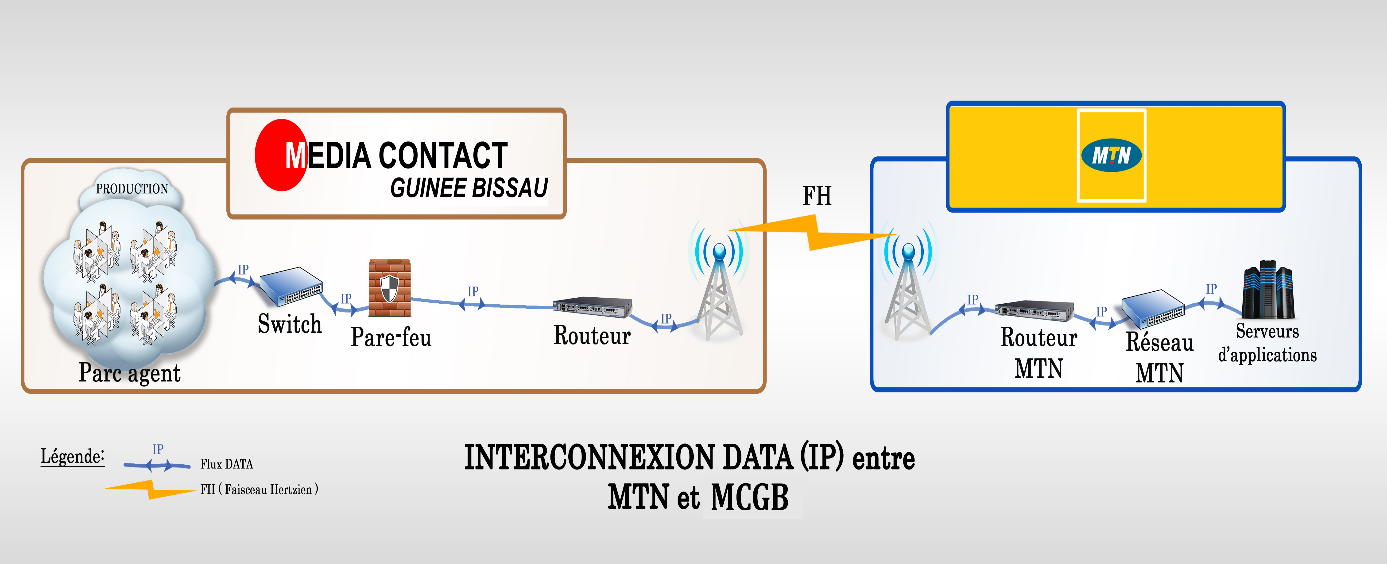 MEDIA CONTACT
GUINEE BISSAU
PRODUCTION
IP
Switch
IP
Pare-feu
IP
Routeur
IP
Parc agent
FH
MTN
IP
Routeur
MTN
IP
Réseau
MTN
IP
Serveurs
d'applications
Légende:
IP
Flux DATA
FH ( Faisceau Hertzien )
INTERCONNEXION DATA (IP) entre
MTN et MCGB